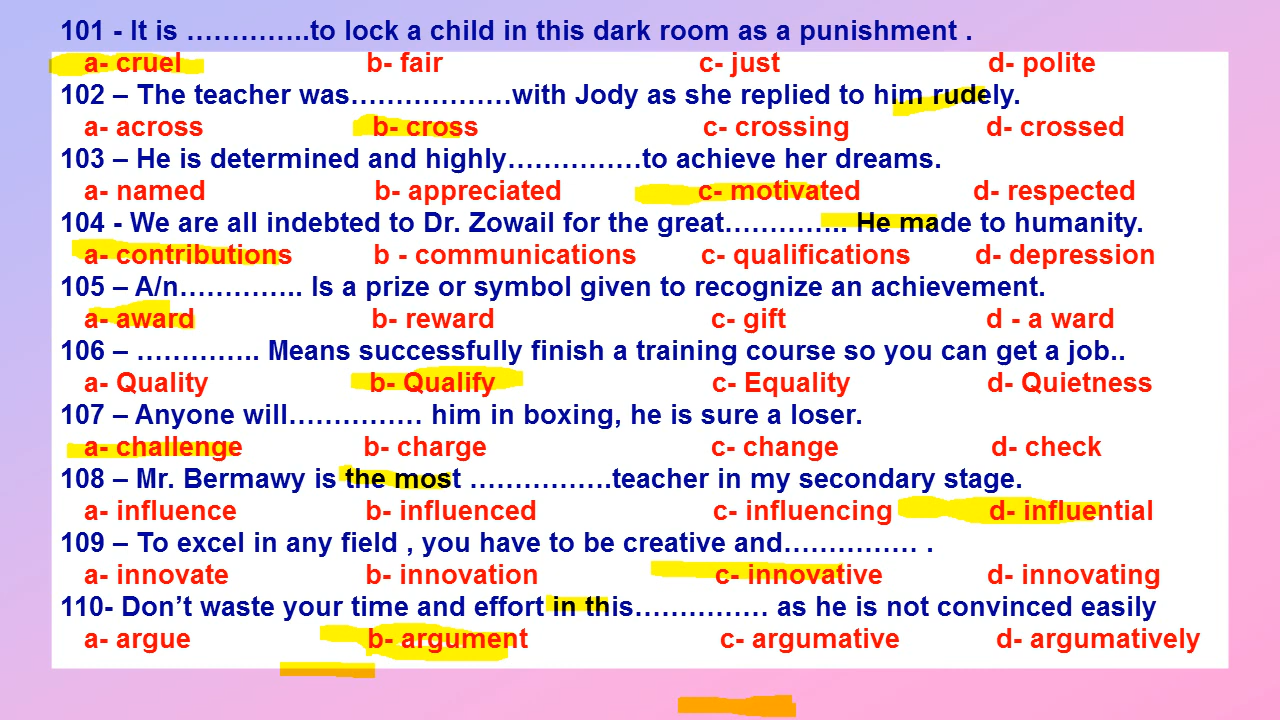 101 - It is …………..to lock a child in this dark room as a punishment .
a- cruel b- fair c- just d- polite
102 – The teacher was………………with Jody as she replied to him rudely.
a- across b- cross c- crossing d- crossed
103 – He is determined and highly……………to achieve her dreams.
a- named b- appreciated c- motivated d- respected
104 - We are all indebted to Dr. Zowail for the great………….. He made to humanity.
a- contributions b - communications c- qualifications d- depression
105 – A/n………….. Is a prize or symbol given to recognize an achievement.
a- award b- reward c- gift d - a ward
106 – ………….. Means successfully finish a training course so you can get a job..
a- Quality b- Qualify c- Equality d- Quietness
107 – Anyone will…………… him in boxing, he is sure a loser.
a- challenge b- charge c- change d- check
108 – Mr. Bermawy is the most …………….teacher in my secondary stage.
a- influence b- influenced c- influencing d- influential
109 – To excel in any field , you have to be creative and…………… .
a- innovate b- innovation c- innovative d- innovating
110- Don’t waste your time and effort in this…………… as he is not convinced easily
a- argue b- argument c- argumative d- argumatively